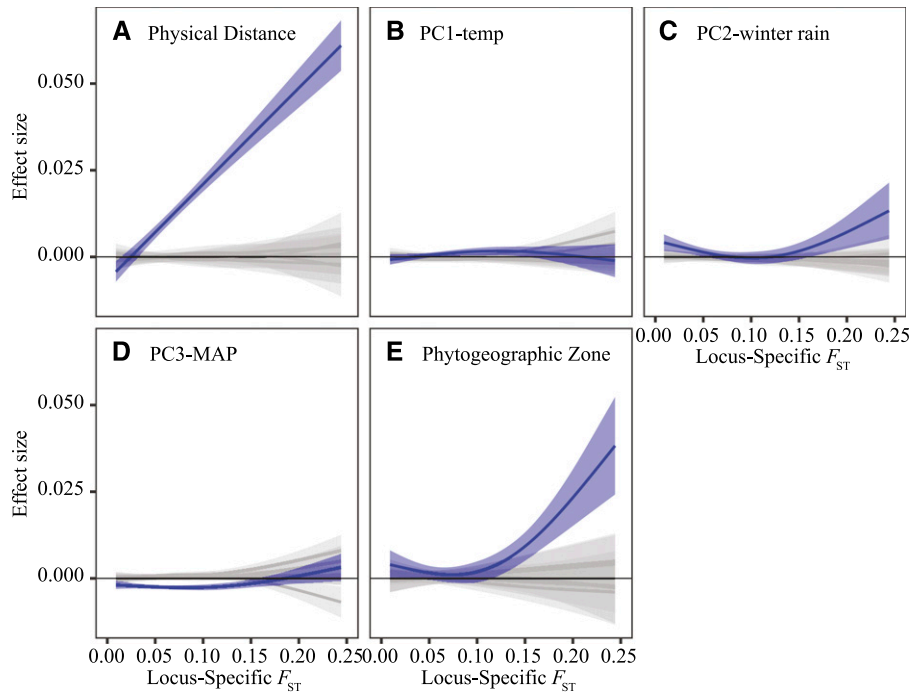 A Physical Distance
B PC1-temp
C PC2-winter rain
Effect size
0.050
0.025
0.000
0.00 0.05 0.10 0.15 0.20 0.25
Locus-Specific FST
D PC3-MAP
E Phytogeographic Zone
Effect size
0.050
0.025
0.000
0.00 0.05 0.10 0.15 0.20 0.25
0.00 0.05 0.10 0.15 0.20 0.25
Locus-Specific FST
Locus-Specific FST